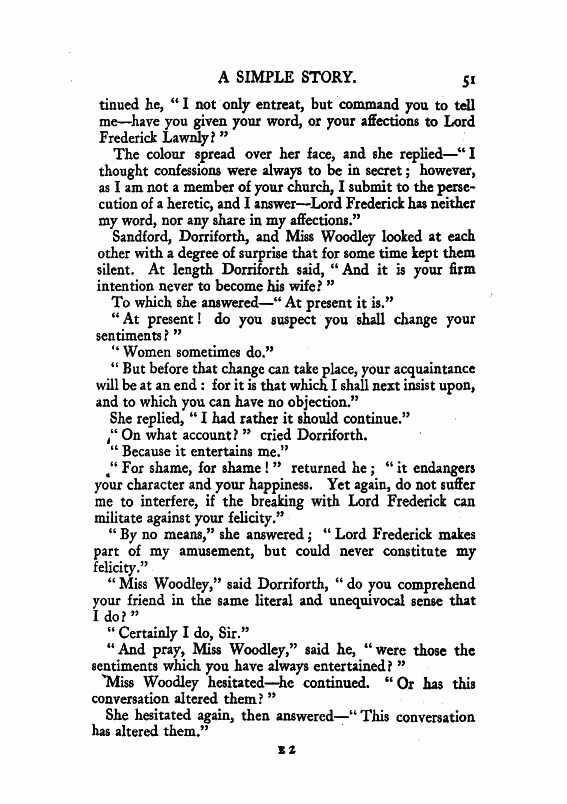 A SIMPLE STORY. 51
tinued he, “ I not only entreat, but command you to tell
me—have you given your word, or your affections to Lord
Frederick Lawnly? ”
The colour spread over her face, and she replied—“ I
thought confessions were always to be in secret ; however,
as I am not a member of your church, I submit to the perse-
cution of a heretic, and I answer—Lord Frederick has neither
my word, nor any share in my affections.”
Sandford, Dorriforth, and Miss Woodley looked at each
other with a degree of surprise that for some time kept them
silent. At length Dorriforth said, “ And it is your firm
intention never to become his wife? ”
To which she answered—“ At present it is.”
“ At present! do you suspect you shall change your
sentiments? ”
“ Women sometimes do.”
“ But before that change can take place, your acquaintance
will be at an end : for it is that which I shall next insist upon,
and to which you can have no objection.”
She replied, “ I had rather it should continue.”
“ On what account? ” cried Dorriforth.
“ Because it entertains me.”
“ For shame, for shame ! ” returned he ; “ it endangers
your character and your happiness. Yet again, do not suffer
me to interfere, if the breaking with Lord Frederick can
militate against your felicity.”
“ By no means,” she answered ; “ Lord Frederick makes
part of my amusement, but could never constitute my
felicity.”
“ Miss Woodley,” said Dorriforth, “ do you comprehend
your friend in the same literal and unequivocal sense that
I do? ”
“ Certainly I do, Sir.”
“ And pray, Miss Woodley,” said he, “ were those the
sentiments which you have always entertained? ”
Miss Woodley hesitated—he continued. “ Or has this
conversation altered them? ”
She hesitated again, then answered—“ This conversation
has altered them.”
E 2